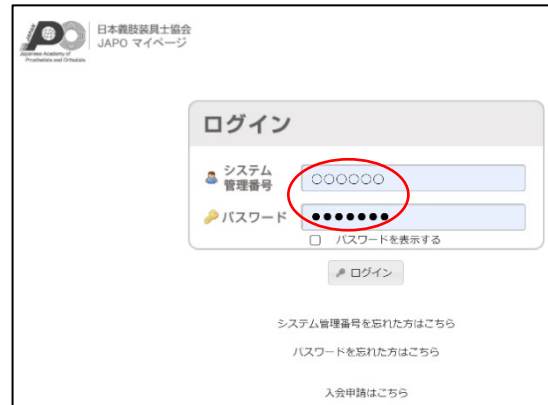 日本義肢装具士協会
JAPO マイページ
Japanese Academy of
Prosthetists and Orthotists
ログイン
システム
管理番号
○○○○○○
パスワード
●●●●●●●
パスワードを表示する
ログイン
システム管理番号を忘れた方はこちら
パスワードを忘れた方はこちら
入会申請はこちら